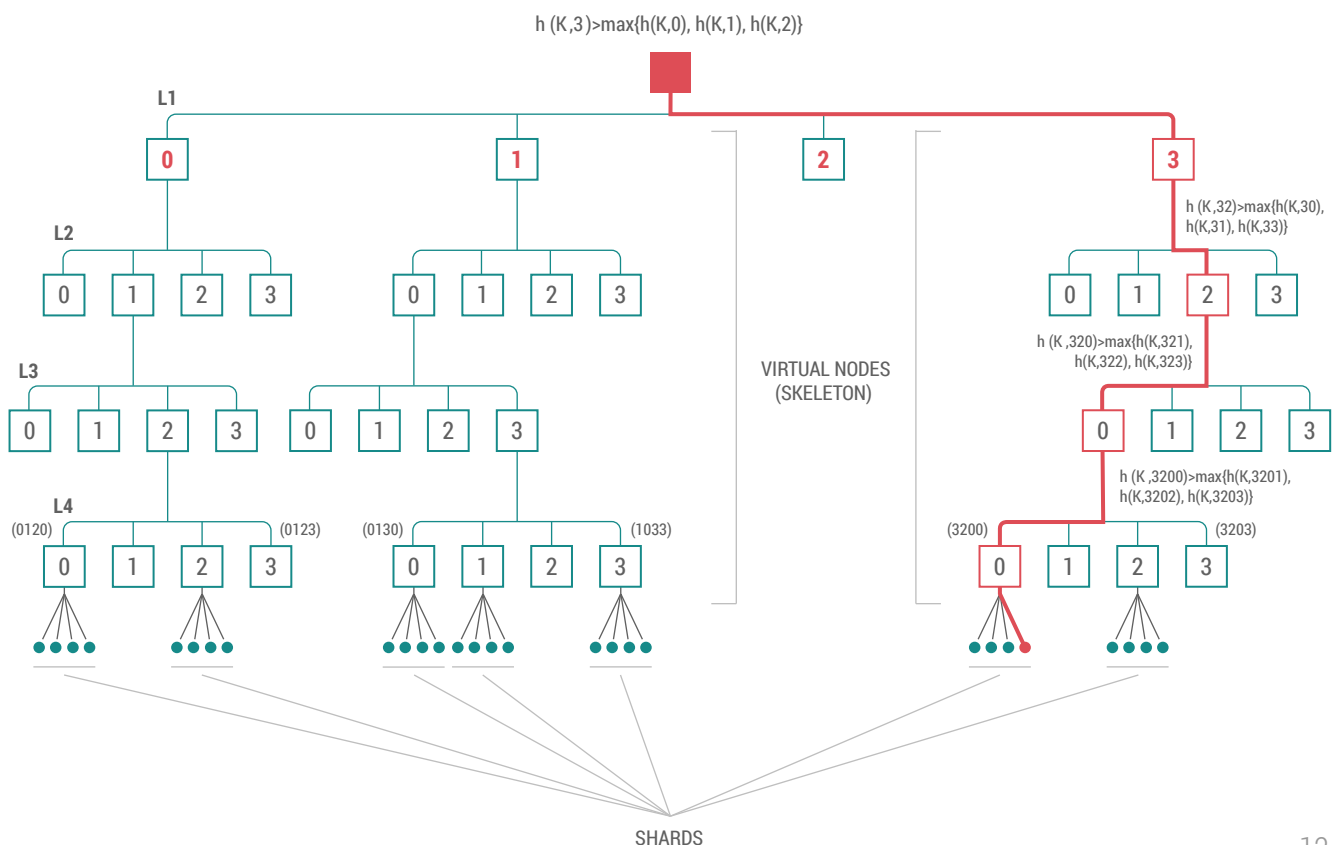 h (K,3)>max{h(K,0), h(K,1), h(K,2)}
L1
0 1 2 3
h (K,32)>max{h(K,30),
h(K,31), h(K,33)}
L2
0 1 2 3 0 1 2 3 0 1 2 3
h (K,320)>max{h(K,321),
h(K,322), h(K,323)}
VIRTUAL NODES
(SKELETON)
L3
0 1 2 3 0 1 2 3 0 1 2 3
h (K,3200)>max{h(K,3201),
h(K,3202), h(K,3203)}
L4
(0120) (0123) (0130) (1033) (3200) (3203)
0 1 2 3 0 1 2 3 0 1 2 3
SHARDS